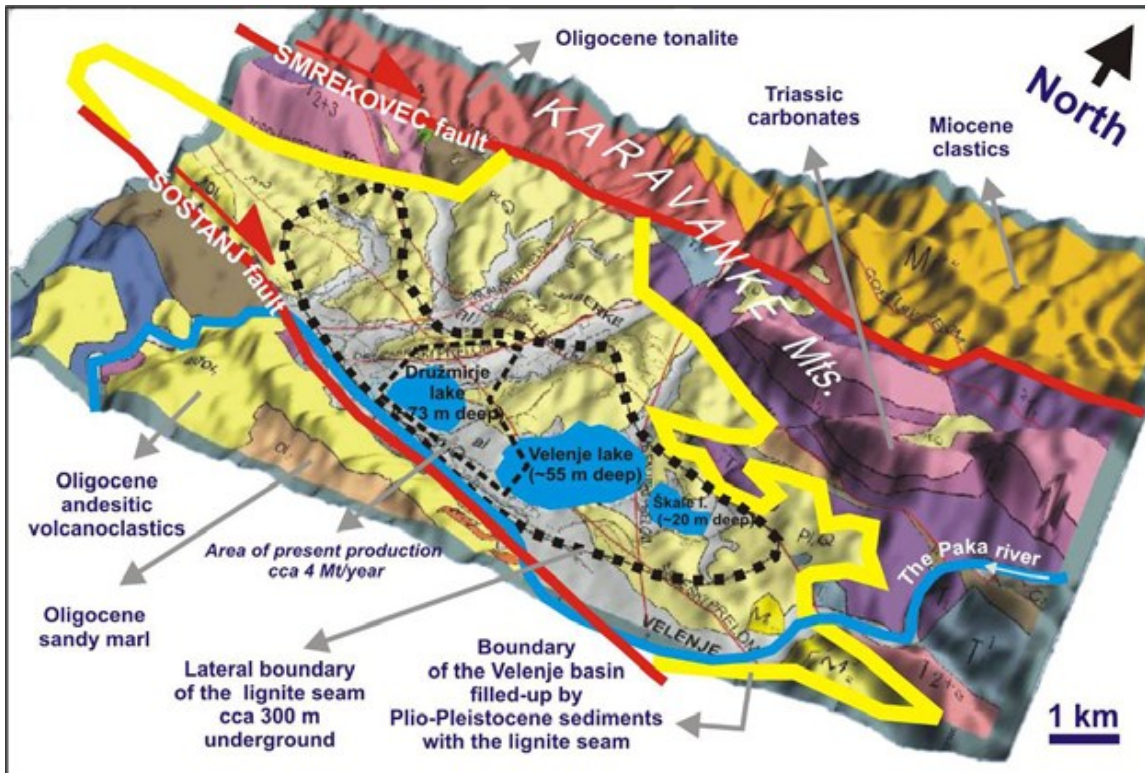 Oligocene tonalite
SMREKOVEC fault
KARAVANKE Mts.
Triassic
carbonates
Miocene
clastics
North
ŠOŠTANJ fault
Družmirje
lake
73 m deep)
Velenje lake
(~55 m deep)
Škale l.
(~20 m deep)
The Paka river
VELENJE
Pl,Q
Oligocene
andesitic
volcanoclastics
Area of present production
cca 4 Mt/year
Oligocene
sandy marl
Lateral boundary
of the lignite seam
cca 300 m
underground
Boundary
of the Velenje basin
filled-up by
Plio-Pleistocene sediments
with the lignite seam
1 km